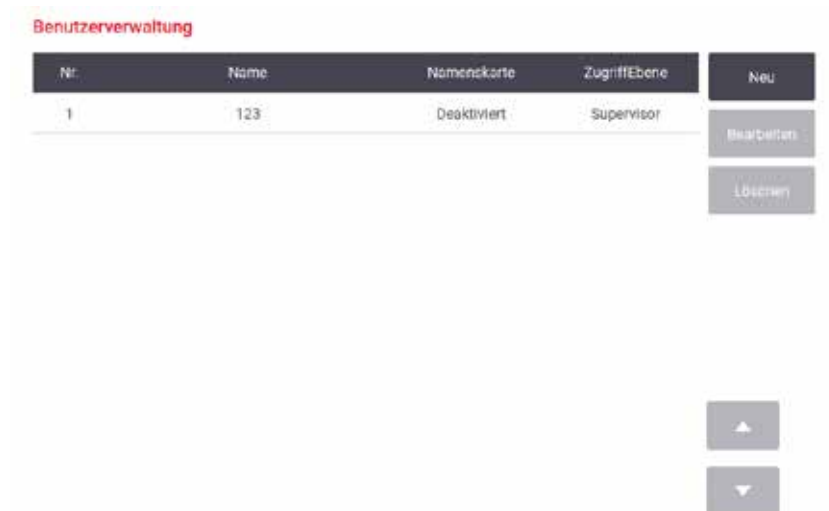 Benutzerverwaltung
Nr. Name Namenskarte ZugriffEbene Neu
1 123 Deaktiviert Supervisor
Bearbeiten
Löschen